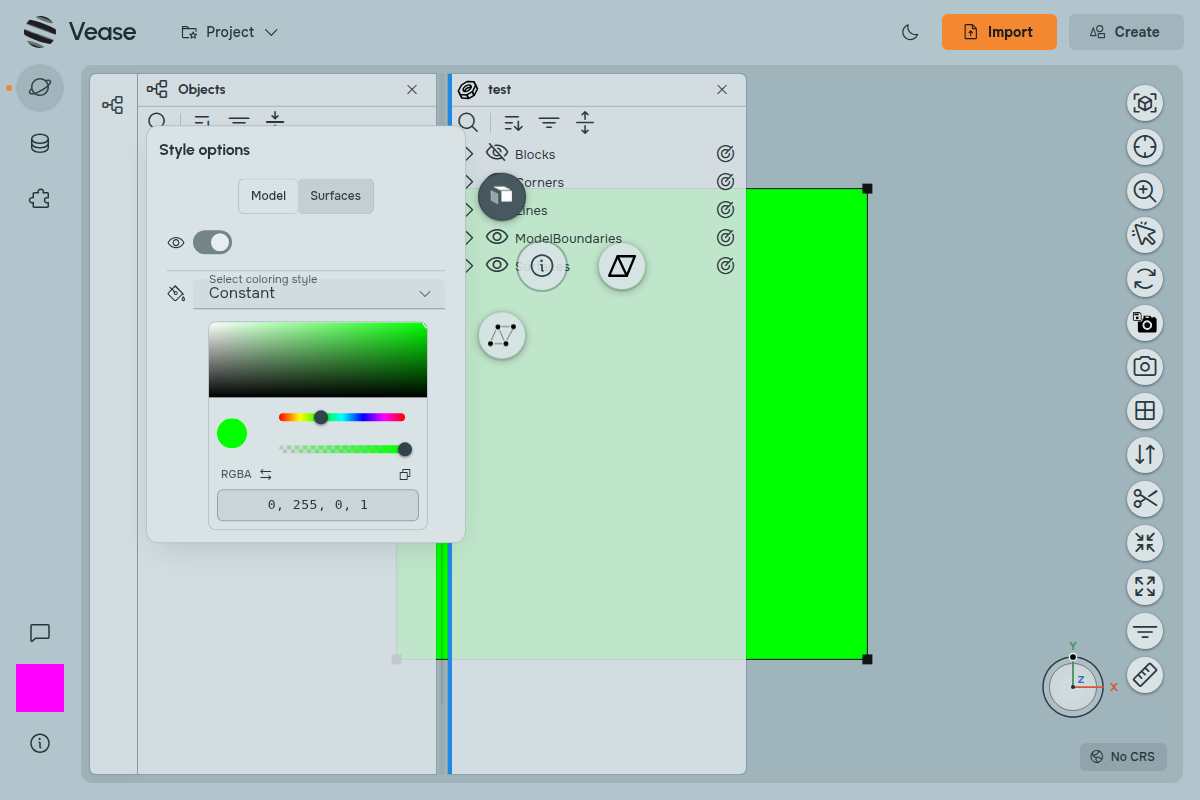 Vease
Project
Import
Create
Objects
test
Style options
Model
Surfaces
Select coloring style
Constant
RGBA
0, 255, 0, 1
Blocks
Corners
Lines
ModelBoundaries
Y
Z
X
No CRS